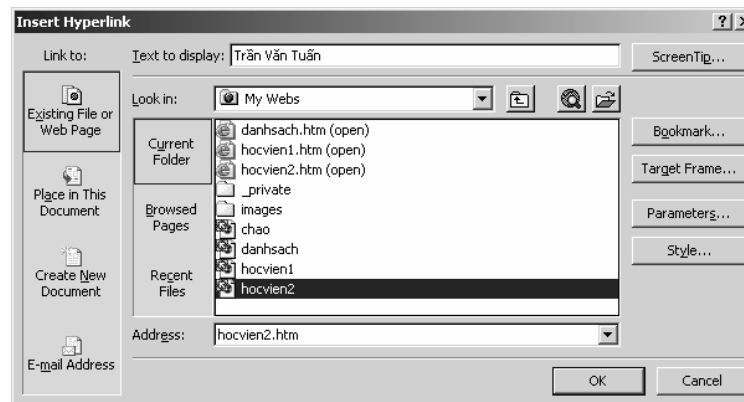 Insert Hyperlink
Link to:
Text to display: Trần Văn Tuấn
ScreenTip...
Existing File or
Web Page
Look in: My Webs
Current
Folder
danhsach.htm (open)
hocvien1.htm (open)
hocvien2.htm (open)
_private
images
chao
danhsach
hocvien1
hocvien2
Bookmark...
Target Frame...
Place in This
Document
Browsed
Pages
Parameters...
Style...
Create New
Document
Recent
Files
Address: hocvien2.htm
E-mail Address
OK
Cancel